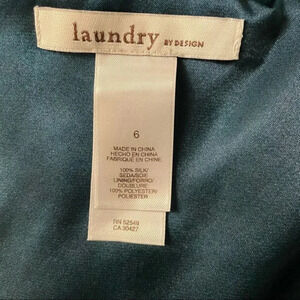 laundry BY DESIGN
6
MADE IN CHINA
HECHO EN CHINA
FABRIQUE EN CHINE
100% SILK/
SEDA/SOIE
LINING/FORRO/
DOUBLURE
100% POLYESTER/
POLIESTER
RN 52549
CA 30427